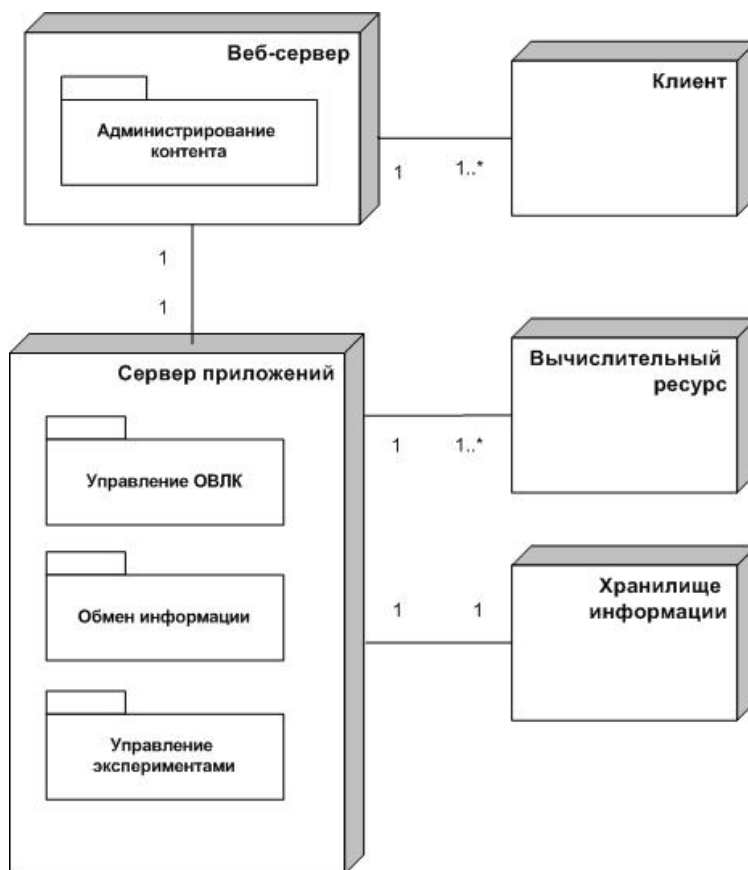 Веб-сервер
Администрирование
контента
Клиент
1
1..*
1
1
Сервер приложений
Управление ОВЛК
Обмен информации
Управление
экспериментами
Вычислительный
ресурс
1
1..*
Хранилище
информации
1
1